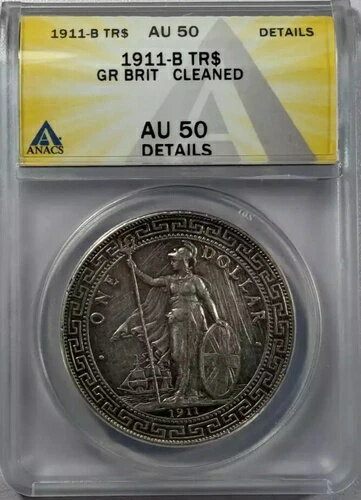 1911-B TR$ AU 50 DETAILS
1911-B TR$
GR BRIT CLEANED
ANACS
AU 50
DETAILS
ONE DOLLAR
1911